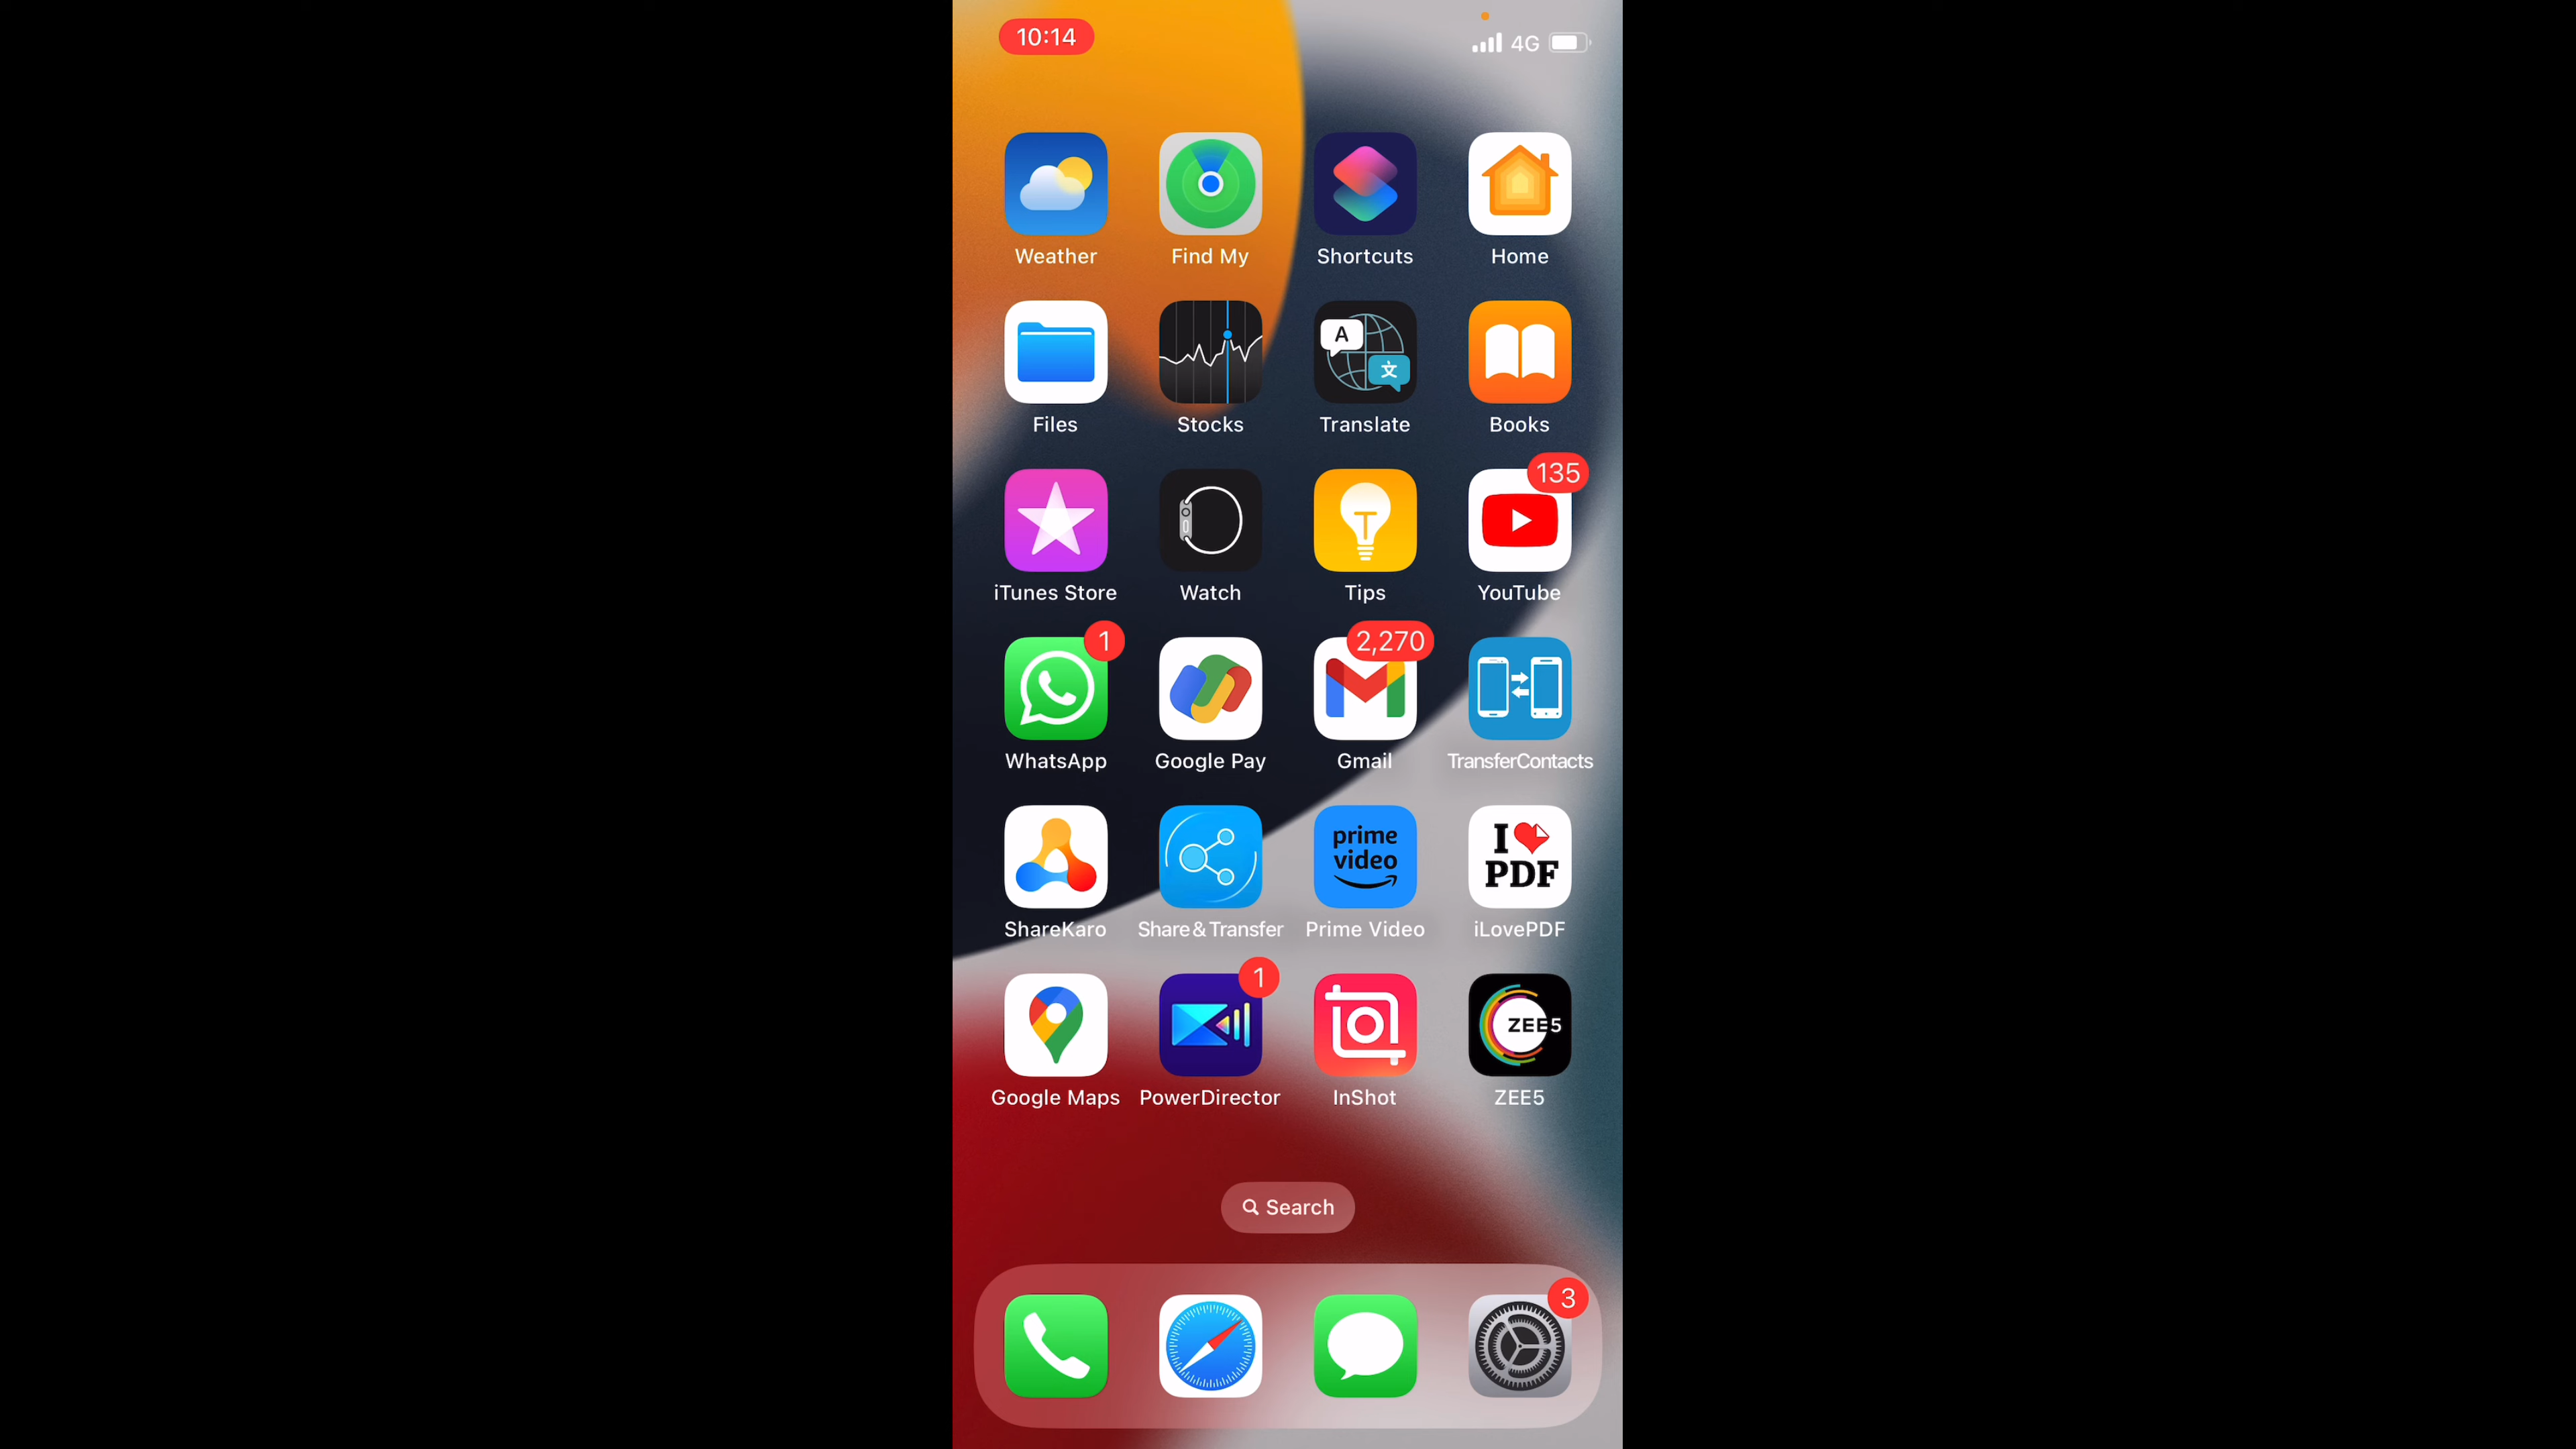 10:14 4G
Weather Find My Shortcuts Home
A 文
Files Stocks Translate Books
135
iTunes Store Watch Tips YouTube
1 2,270
WhatsApp Google Pay Gmail TransferContacts
prime video I PDF
ShareKaro Share & Transfer Prime Video iLovePDF
1 ZEE5
Google Maps PowerDirector InShot ZEE5
Search
3